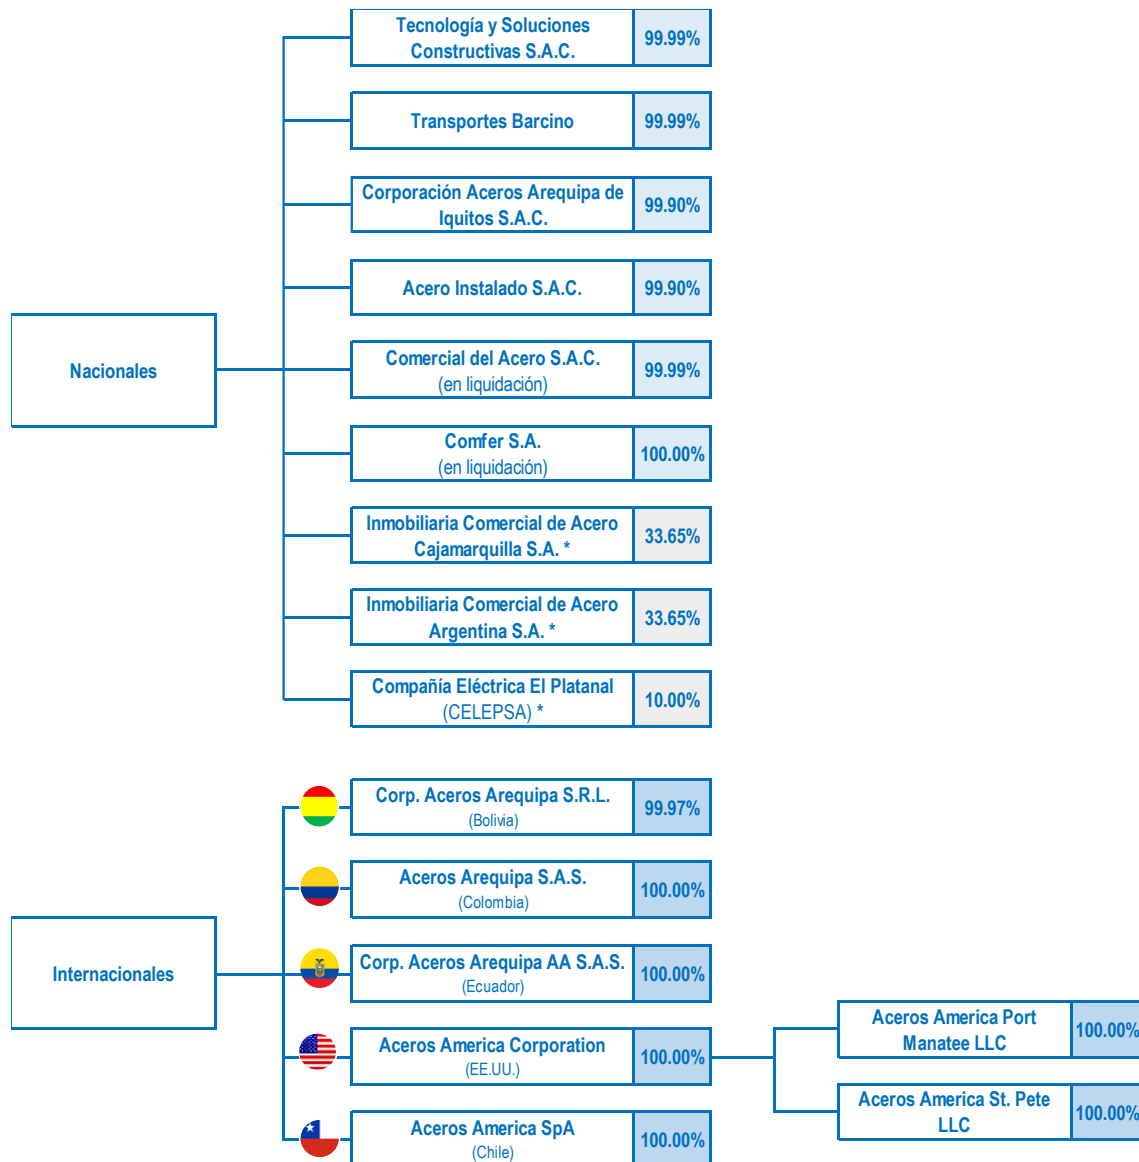 Tecnología y Soluciones
Constructivas S.A.C.
99.99%
Transportes Barcino
99.99%
Corporación Aceros Arequipa de
Iquitos S.A.C.
99.90%
Acero Instalado S.A.C.
99.90%
Nacionales
Comercial del Acero S.A.C.
(en liquidación)
99.99%
Comfer S.A.
(en liquidación)
100.00%
Inmobiliaria Comercial de Acero
Cajamarquilla S.A. *
33.65%
Inmobiliaria Comercial de Acero
Argentina S.A. *
33.65%
Compañía Eléctrica El Platanal
(CELEPSA) *
10.00%
Corp. Aceros Arequipa S.R.L.
(Bolivia)
99.97%
Aceros Arequipa S.A.S.
(Colombia)
100.00%
Internacionales
Corp. Aceros Arequipa AA S.A.S.
(Ecuador)
100.00%
Aceros America Corporation
(EE.UU.)
100.00%
Aceros America Port
Manatee LLC
100.00%
Aceros America St. Pete
LLC
100.00%
Aceros America SpA
(Chile)
100.00%